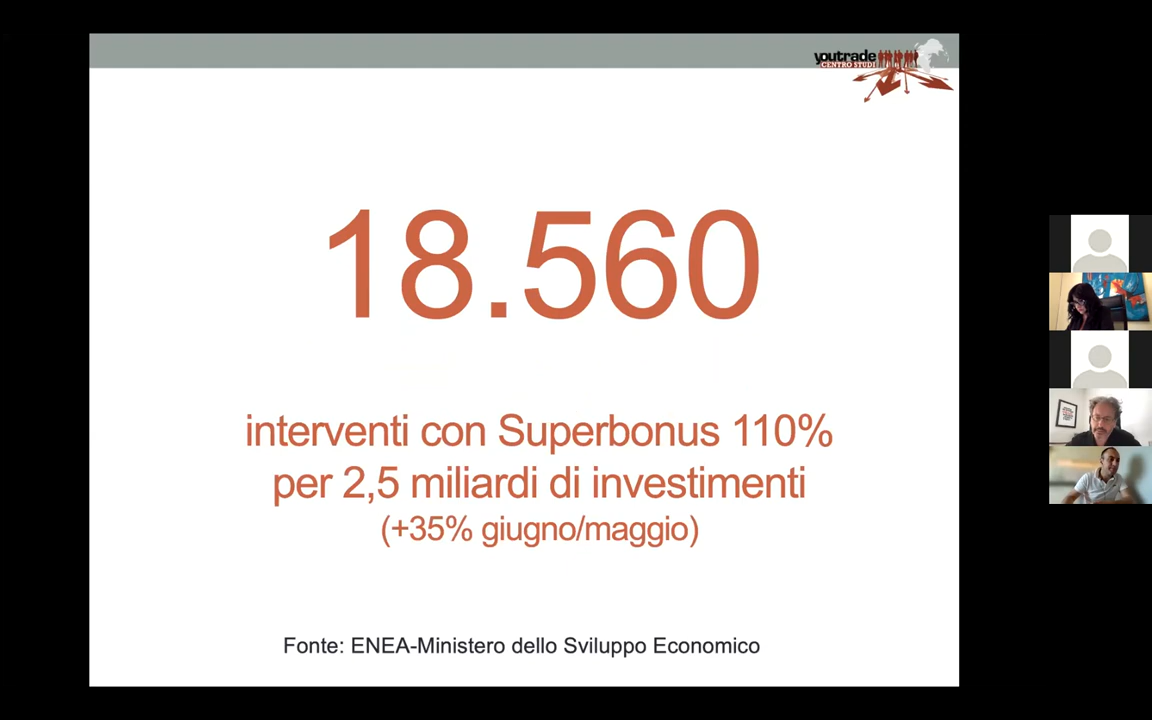 youtrade
CENTRO STUDI
18.560
interventi con Superbonus 110%
per 2,5 miliardi di investimenti
(+35% giugno/maggio)
Fonte: ENEA-Ministero dello Sviluppo Economico